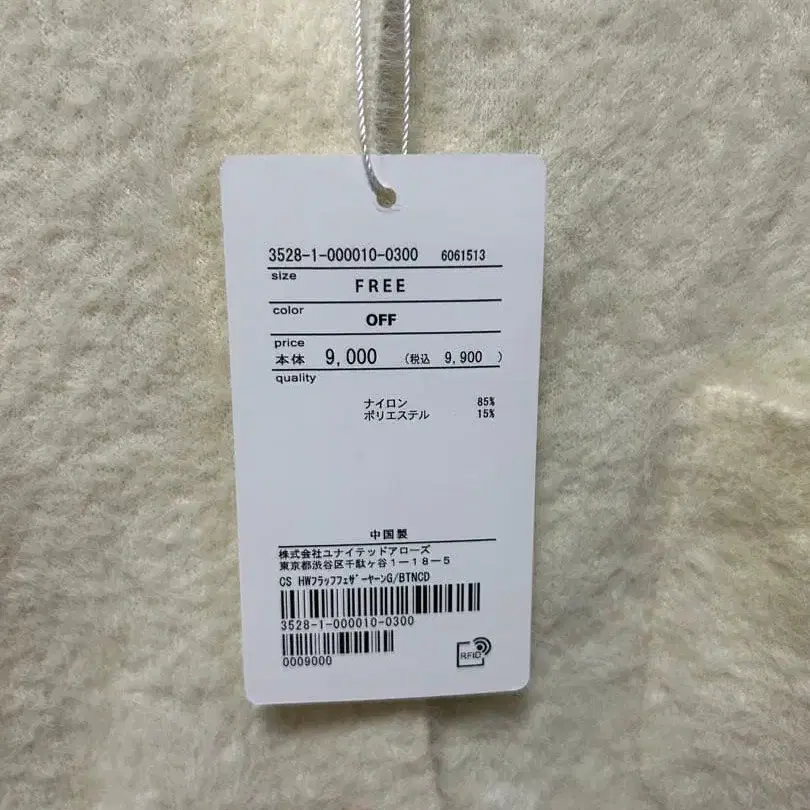 3528-1-000010-0300 6061513
size
FREE
color
OFF
price
本体 9,000 (税込 9,900 )
quality
ナイロン 85%
ポリエステル 15%
中国製
株式会社ユナイテッドアローズ
東京都渋谷区千駄ヶ谷1-18-5
CS HWフラッフフェザーヤーンG/BTNCD
3528-1-000010-0300
0009000
RFID